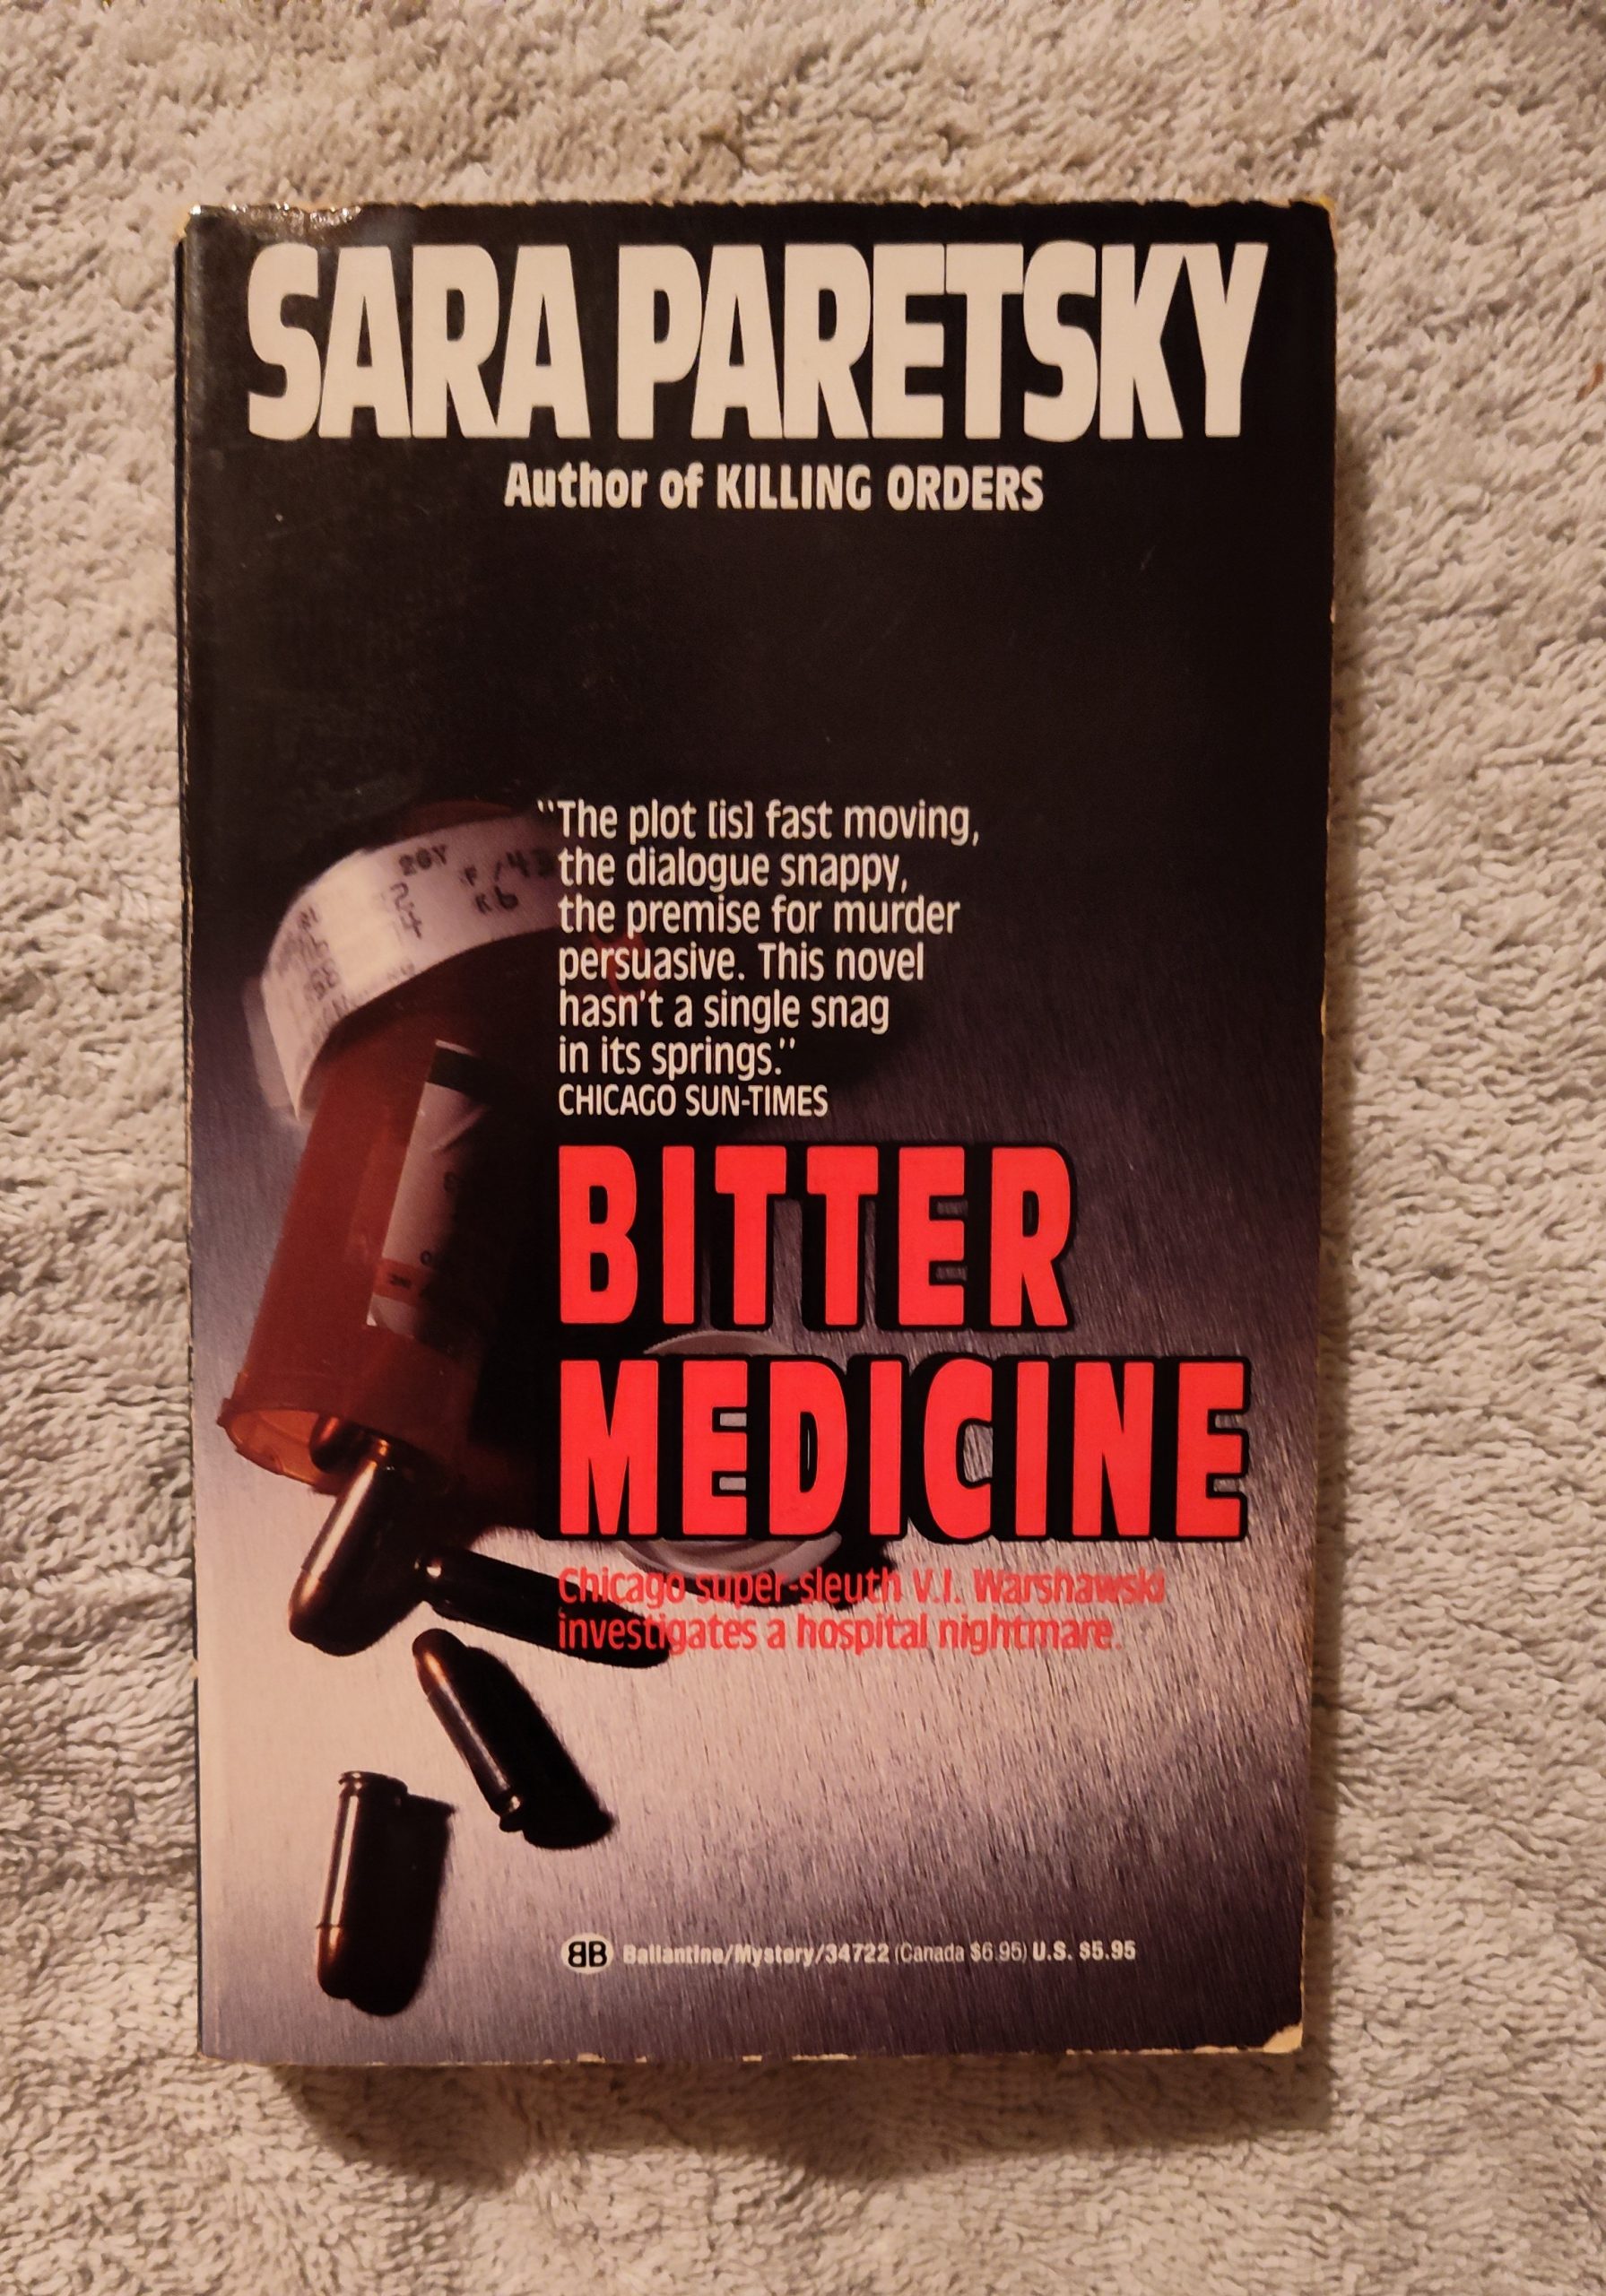 SARA PARETSKY
Author of KILLING ORDERS
"The plot [is] fast moving,
the dialogue snappy,
the premise for murder
persuasive. This novel
hasn't a single snag
in its springs."
CHICAGO SUN-TIMES
BITTER
MEDICINE
Chicago super-sleuth V.I. Warshawski
investigates a hospital nightmare.
BB Ballantine/Mystery/34722 (Canada $6.95) U.S. $5.95